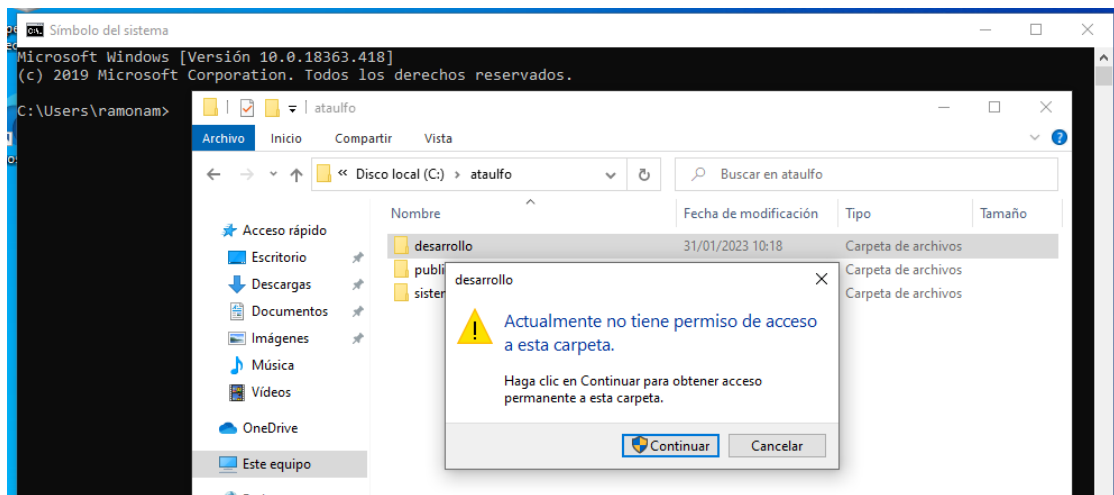 Símbolo del sistema
Microsoft Windows [Versión 10.0.18363.418]
(c) 2019 Microsoft Corporation. Todos los derechos reservados.
C:\Users\ramonam>
ataulfo
Archivo Inicio Compartir Vista
« Disco local (C:) > ataulfo
Buscar en ataulfo
Nombre Fecha de modificación Tipo Tamaño
Acceso rápido
desarrollo 31/01/2023 10:18 Carpeta de archivos
Escritorio
publi Carpeta de archivos
Descargas
sister Carpeta de archivos
Documentos
Imágenes
Música
Vídeos
OneDrive
Este equipo
desarrollo
Actualmente no tiene permiso de acceso
a esta carpeta.
Haga clic en Continuar para obtener acceso
permanente a esta carpeta.
Continuar Cancelar